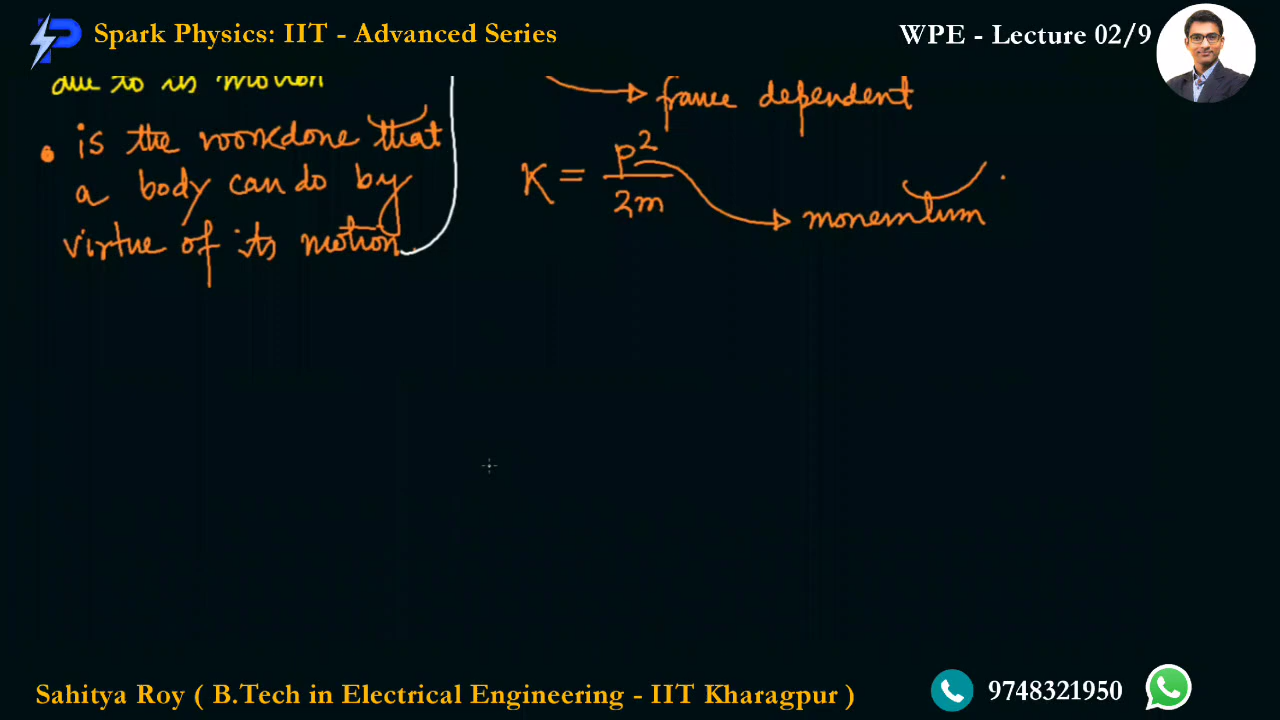 Spark Physics: IIT - Advanced Series
WPE - Lecture 02/9
due to its motion
• is the workdone that
a body can do by
virtue of its motion.
frame dependent
K = p²/2m
momentum
Sahitya Roy ( B.Tech in Electrical Engineering - IIT Kharagpur )
9748321950